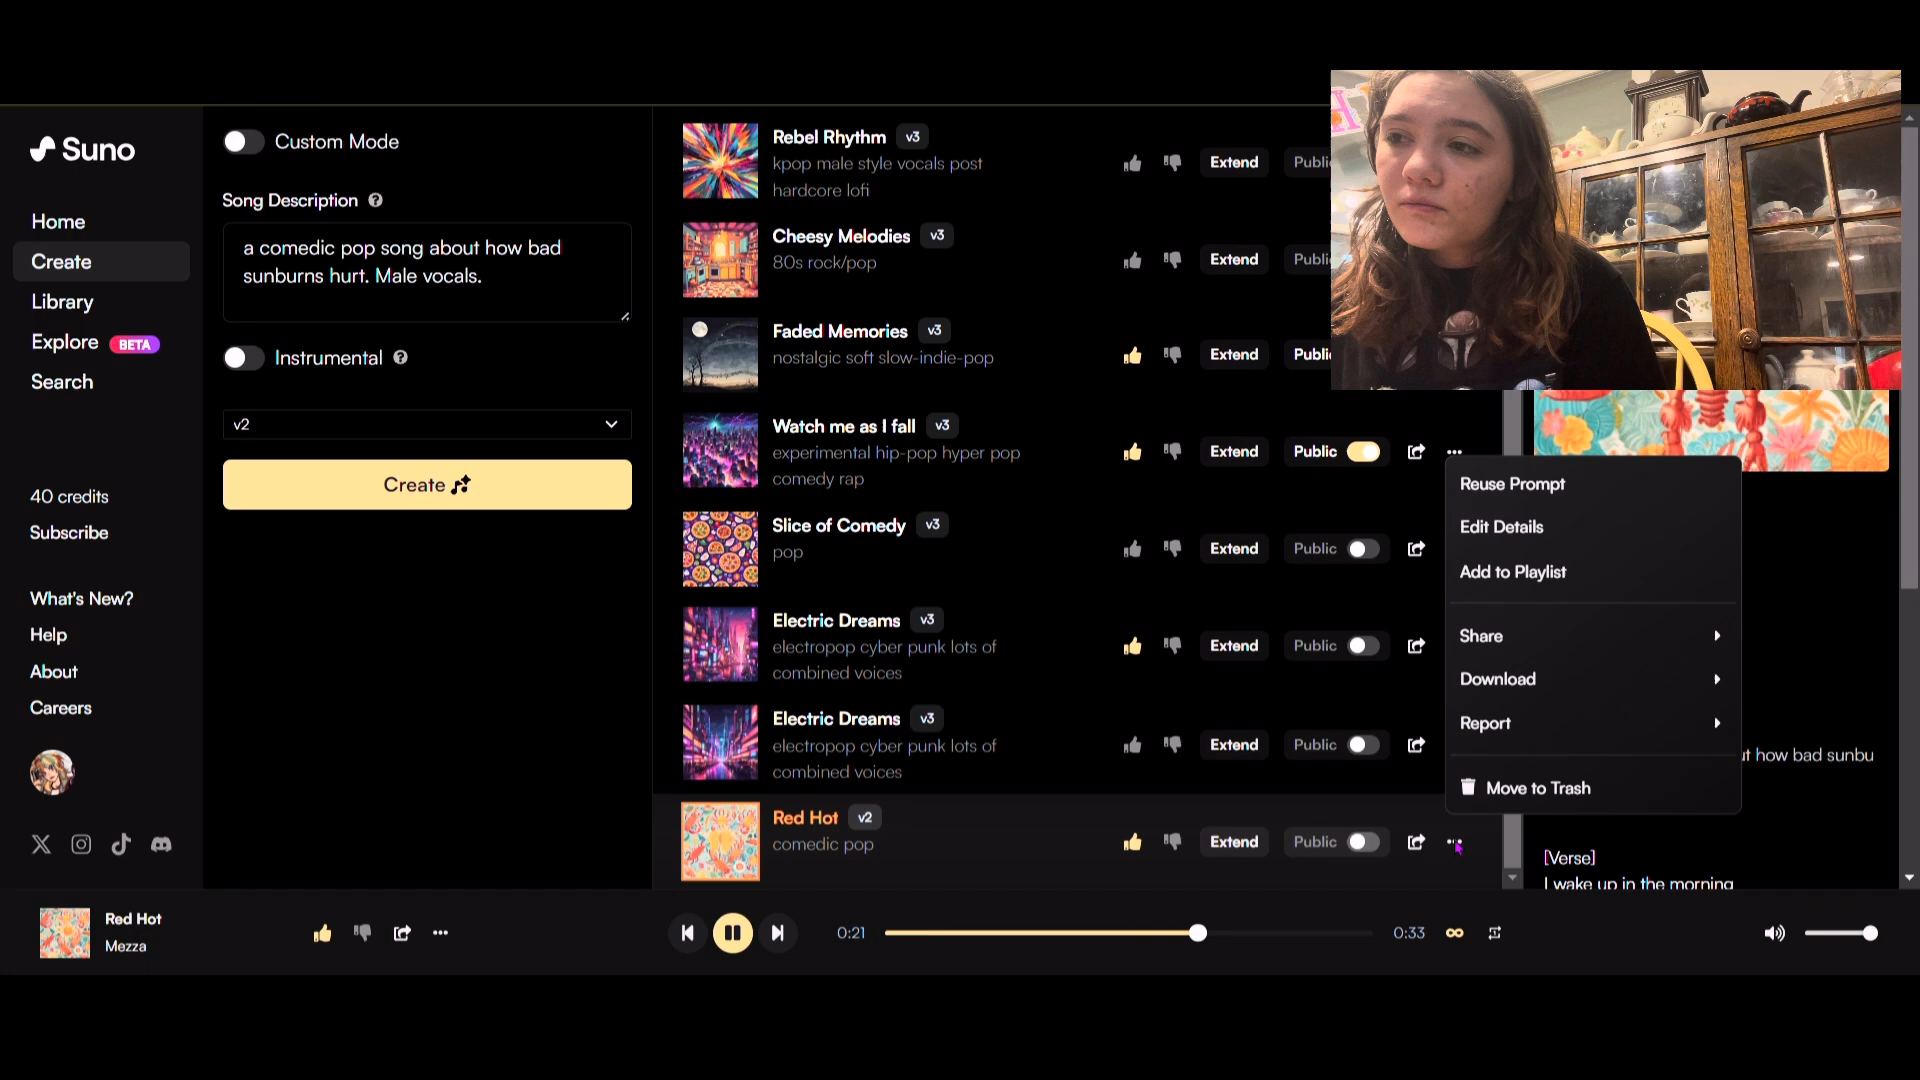 Suno
Home
Create
Library
Explore BETA
Search
40 credits
Subscribe
What's New?
Help
About
Careers
Custom Mode
Song Description
a comedic pop song about how bad
sunburns hurt. Male vocals.
Instrumental
v2
Create
Rebel Rhythm v3
kpop male style vocals post
hardcore lofi
Extend
Cheesy Melodies v3
80s rock/pop
Extend
Faded Memories v3
nostalgic soft slow-indie-pop
Extend
Watch me as I fall v3
experimental hip-pop hyper pop
comedy rap
Extend Public
Slice of Comedy v3
pop
Extend Public
Electric Dreams v3
electropop cyber punk lots of
combined voices
Extend Public
Electric Dreams v3
electropop cyber punk lots of
combined voices
Extend Public
Red Hot v2
comedic pop
Extend Public
Reuse Prompt
Edit Details
Add to Playlist
Share
Download
Report
Move to Trash
how bad sunbu
[Verse]
I wake up in the morning
Red Hot
Mezza
0:21
0:33